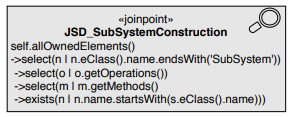 «joinpoint»
JSD_SubSystemConstruction
self.allOwnedElements()
->select(n | n.eClass().name.endsWith('SubSystem'))
->select(o | o.getOperations())
->select(m | m.getMethods()
->exists(n | n.name.startsWith(s.eClass().name)))